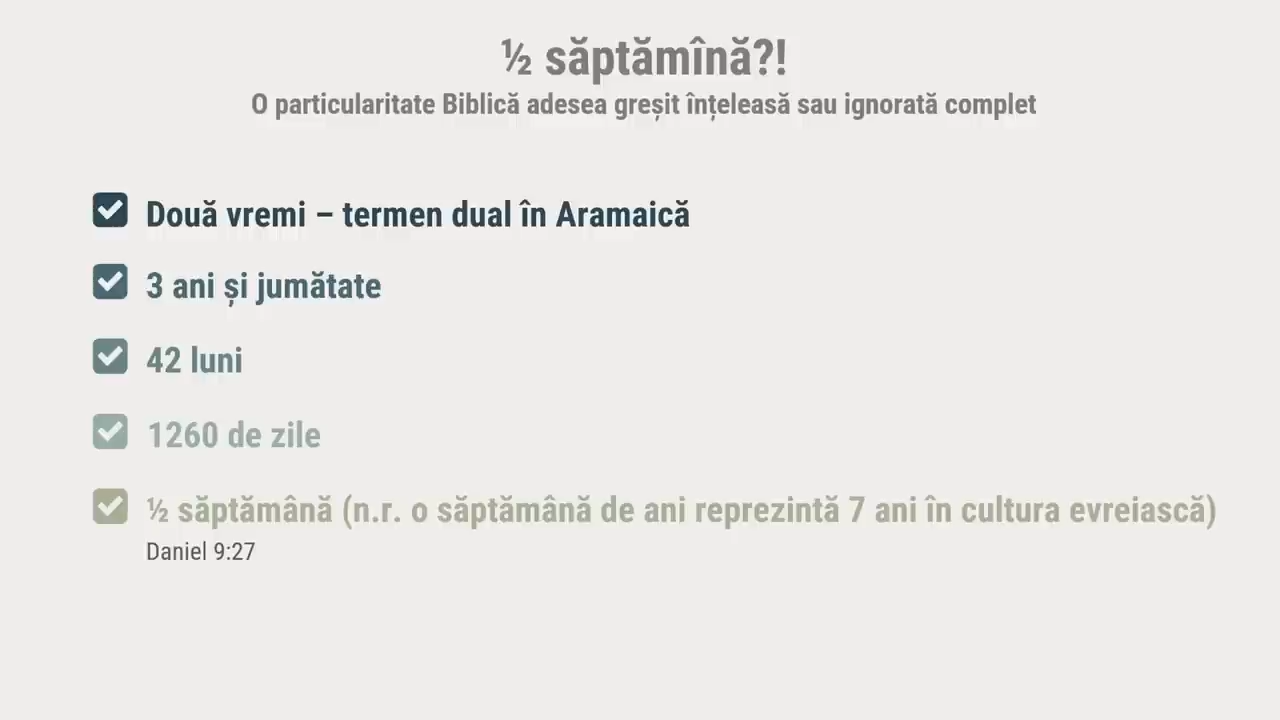 ½ săptămînă?!
O particularitate Biblică adesea greșit înțeleasă sau ignorată complet
Două vremi – termen dual în Aramaică
3 ani și jumătate
42 luni
1260 de zile
½ săptămână (n.r. o săptămână de ani reprezintă 7 ani în cultura evreiască)
Daniel 9:27